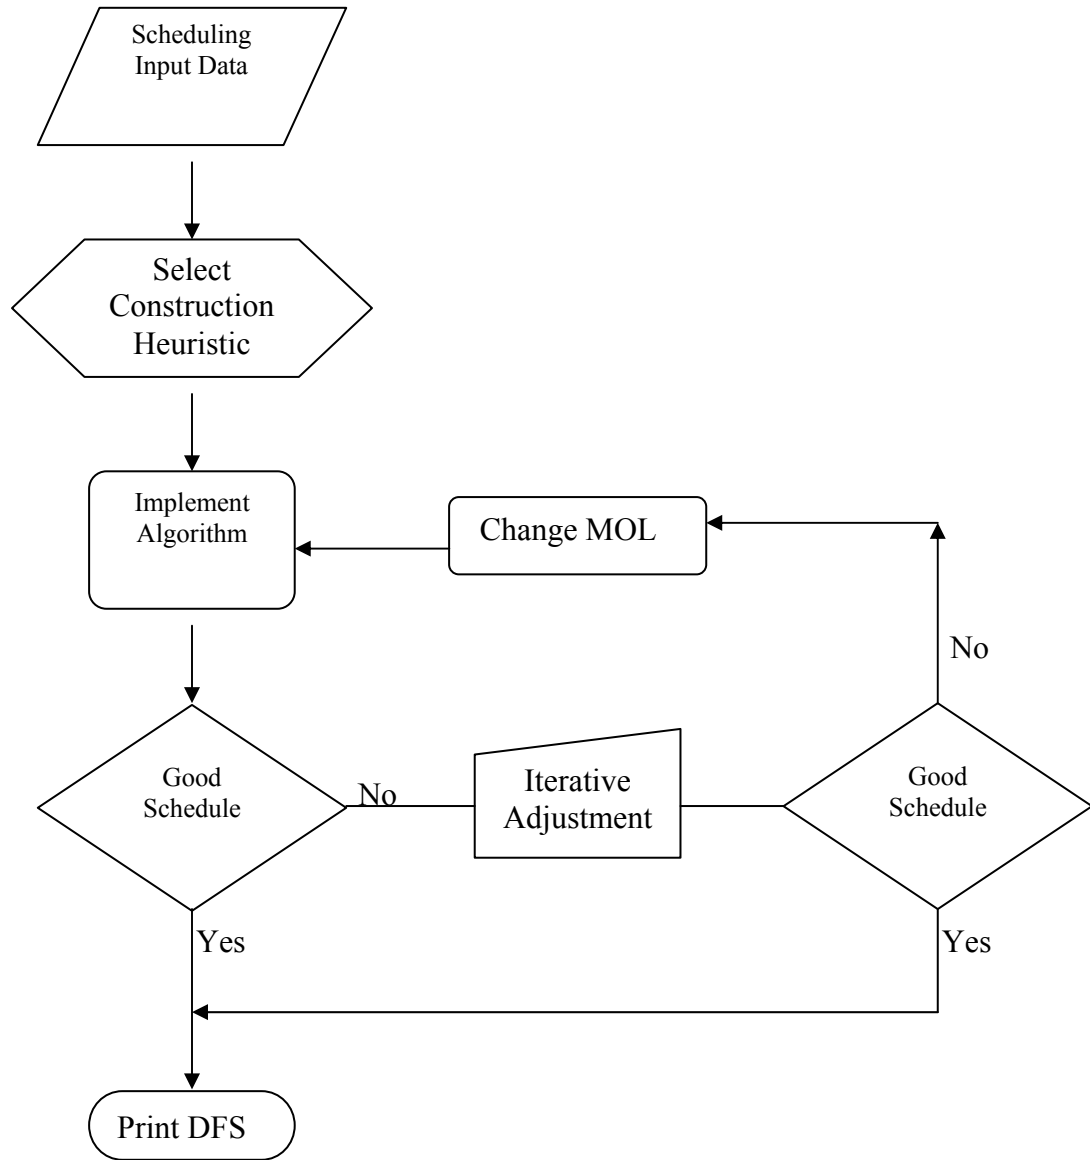 Scheduling
Input Data
Select
Construction
Heuristic
Implement
Algorithm
Change MOL
No
Good
Schedule
No
Iterative
Adjustment
Good
Schedule
Yes
Yes
Print DFS